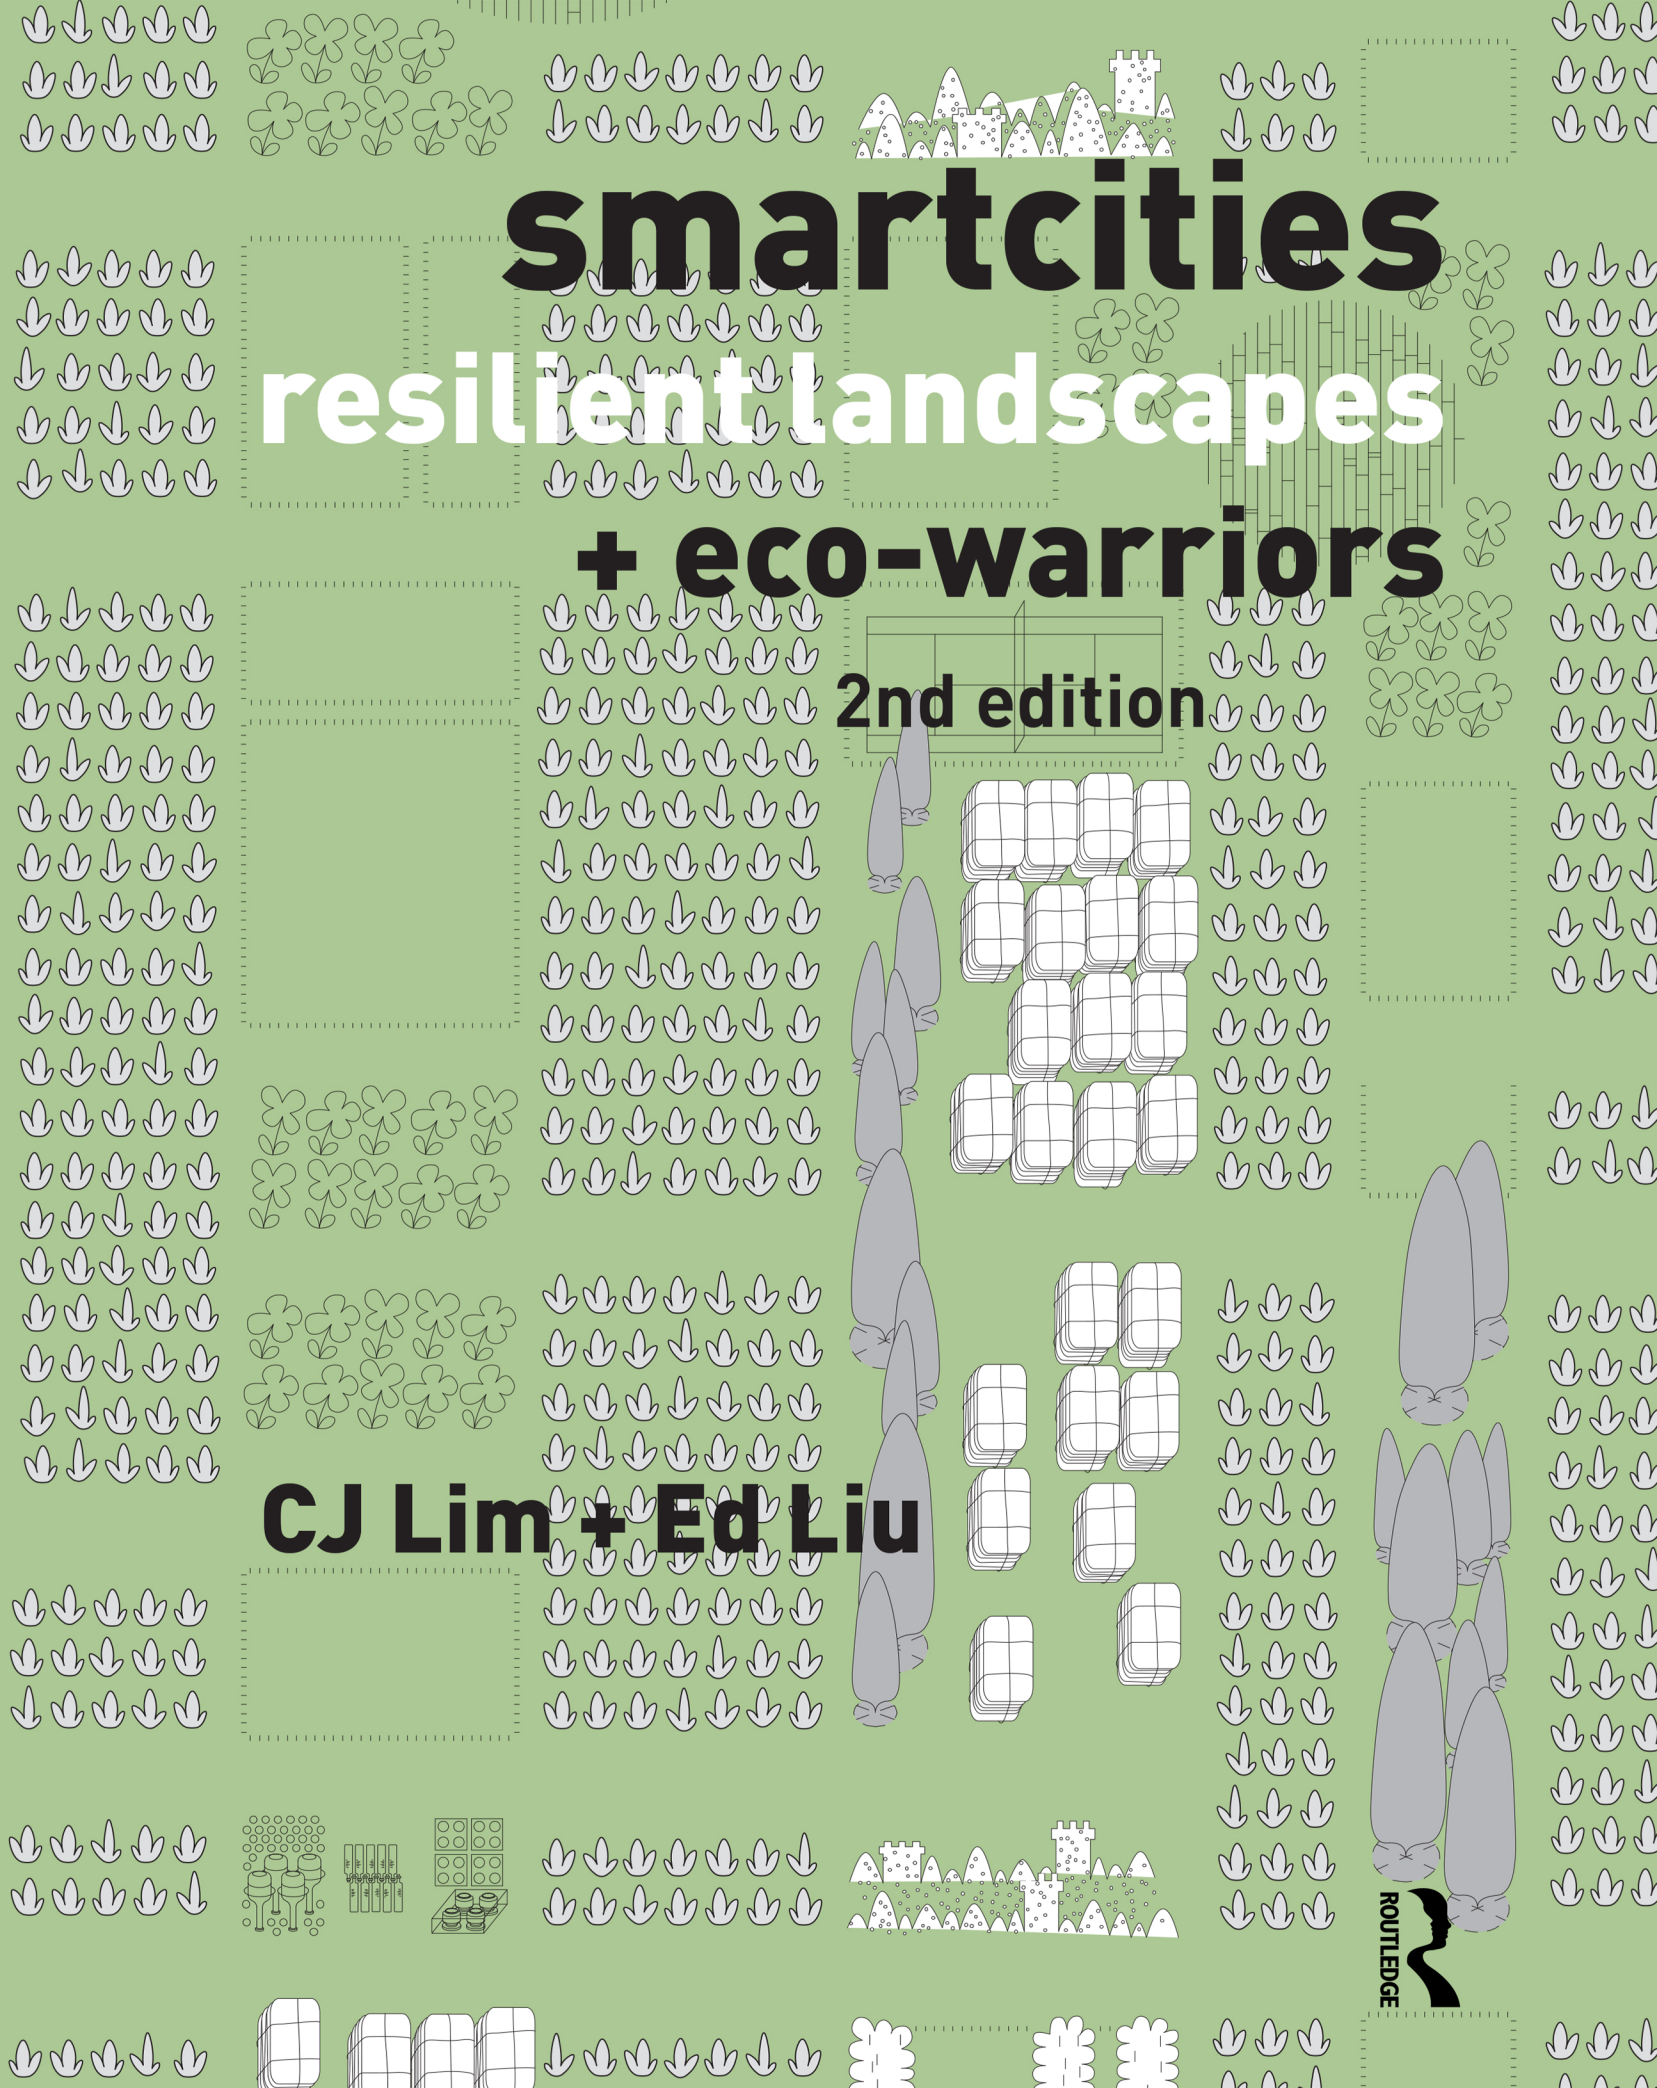 smartcities
resilient landscapes
+ eco-warriors
2nd edition
CJ Lim + Ed Liu
ROUTLEDGE